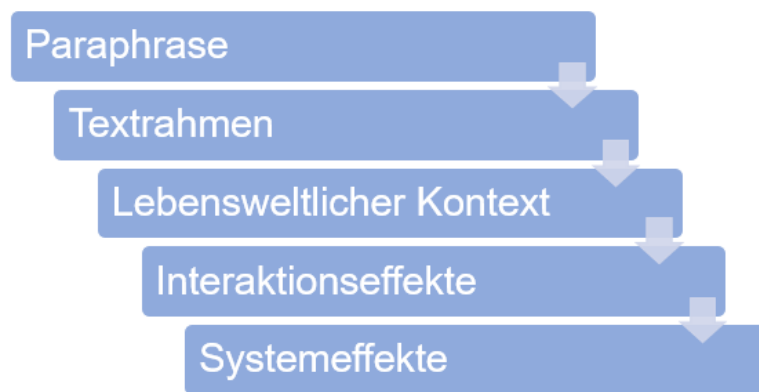 Paraphrase
Textrahmen
Lebensweltlicher Kontext
Interaktionseffekte
Systemeffekte